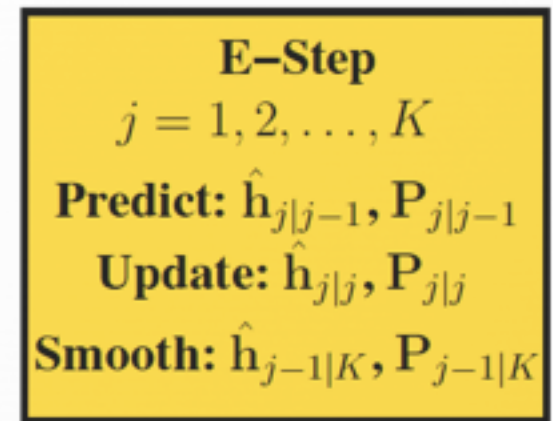 E–Step
j = 1, 2, . . . , K
Predict: ĥ_{j|j−1}, P_{j|j−1}
Update: ĥ_{j|j}, P_{j|j}
Smooth: ĥ_{j−1|K}, P_{j−1|K}